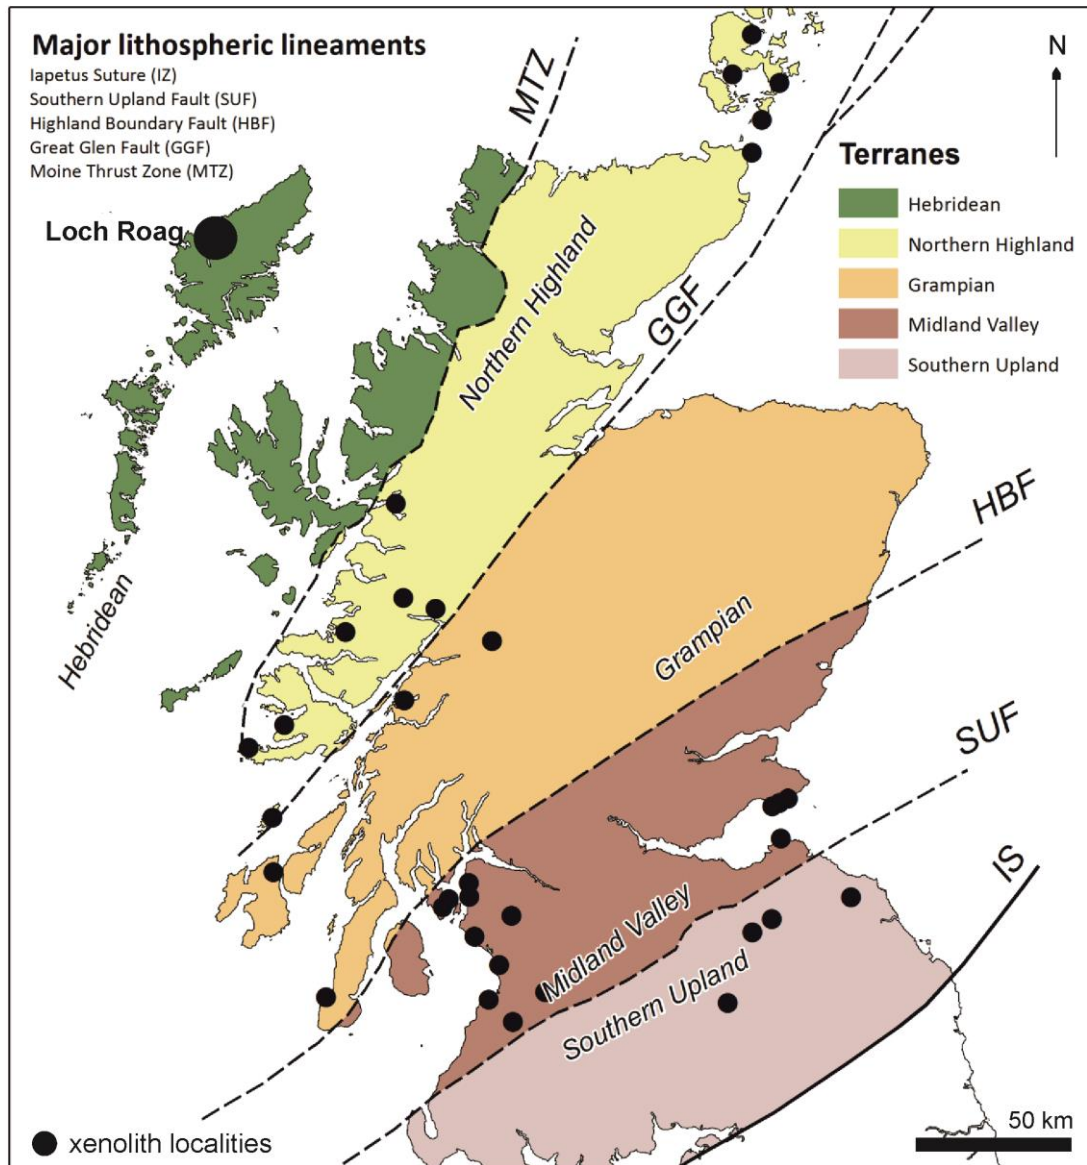 Major lithospheric lineaments
Iapetus Suture (IZ)
Southern Upland Fault (SUF)
Highland Boundary Fault (HBF)
Great Glen Fault (GGF)
Moine Thrust Zone (MTZ)
MTZ
N
Terranes
Hebridean
Northern Highland
Grampian
Midland Valley
Southern Upland
Loch Roag
Northern Highland
GGF
HBF
Hebridean
Grampian
SUF
IS
Midland Valley
Southern Upland
xenolith localities
50 km